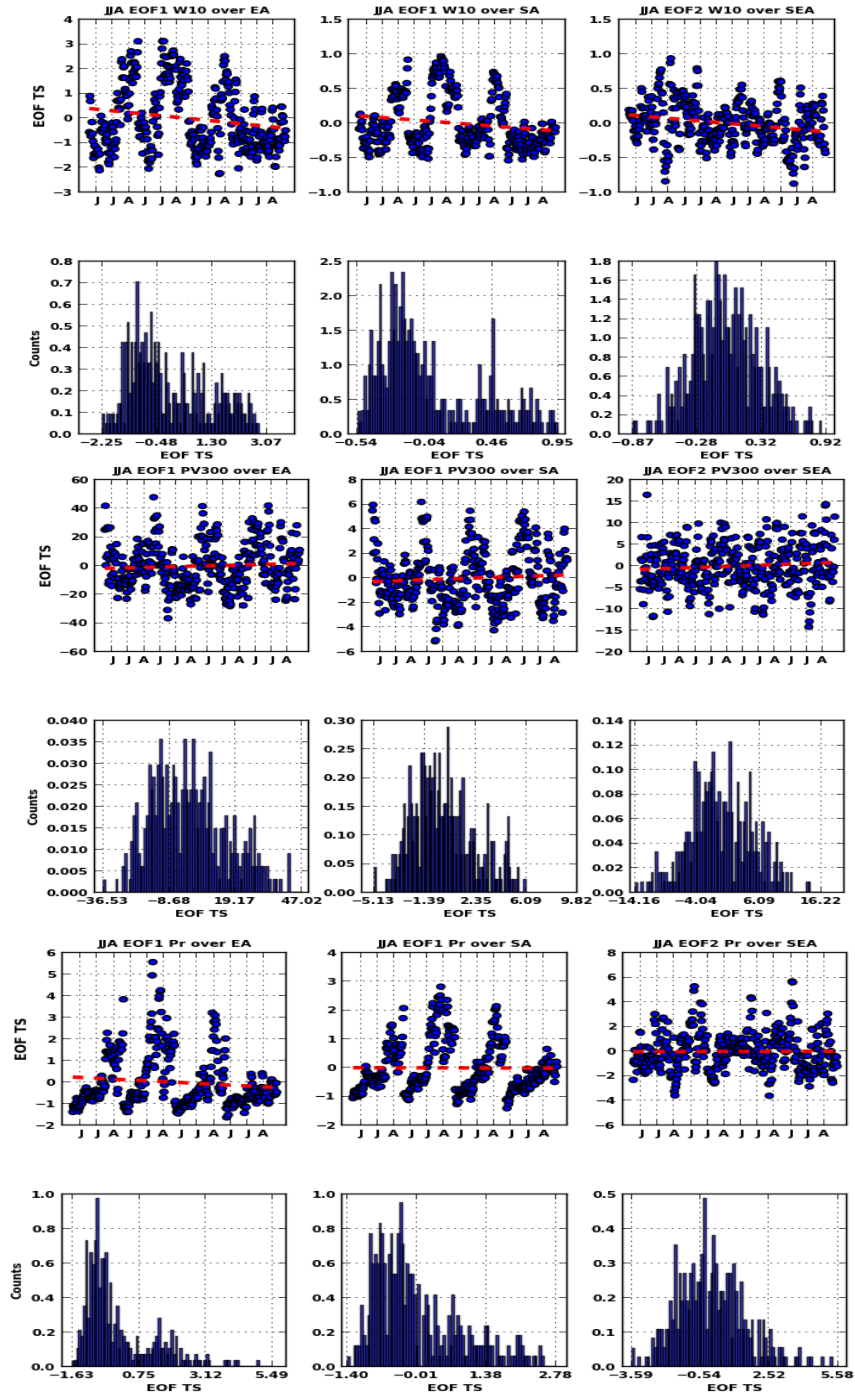 JJA EOF1 W10 over EA JJA EOF1 W10 over SA JJA EOF2 W10 over SEA
EOF TS
4 3 2 1 0 −1 −2 −3
1.5 1.0 0.5 0.0 −0.5 −1.0
1.5 1.0 0.5 0.0 −0.5 −1.0
J J A J J A J J A J J A
J J A J J A J J A J J A
J J A J J A J J A J J A
Counts
0.8 0.7 0.6 0.5 0.4 0.3 0.2 0.1 0.0
2.5 2.0 1.5 1.0 0.5 0.0
1.8 1.6 1.4 1.2 1.0 0.8 0.6 0.4 0.2 0.0
−2.25 −0.48 1.30 3.07
−0.54 −0.04 0.46 0.95
−0.87 −0.28 0.32 0.92
EOF TS EOF TS EOF TS
JJA EOF1 PV300 over EA JJA EOF1 PV300 over SA JJA EOF2 PV300 over SEA
EOF TS
60 40 20 0 −20 −40 −60
8 6 4 2 0 −2 −4 −6
20 15 10 5 0 −5 −10 −15 −20
J J A J J A J J A J J A
J J A J J A J J A J J A
J J A J J A J J A J J A
Counts
0.040 0.035 0.030 0.025 0.020 0.015 0.010 0.005 0.000
0.30 0.25 0.20 0.15 0.10 0.05 0.00
0.14 0.12 0.10 0.08 0.06 0.04 0.02 0.00
−36.53 −8.68 19.17 47.02
−5.13 −1.39 2.35 6.09 9.82
−14.16 −4.04 6.09 16.22
EOF TS EOF TS EOF TS
JJA EOF1 Pr over EA JJA EOF1 Pr over SA JJA EOF2 Pr over SEA
EOF TS
6 5 4 3 2 1 0 −1 −2
4 3 2 1 0 −1 −2
8 6 4 2 0 −2 −4 −6
J J A J J A J J A J J A
J J A J J A J J A J J A
J J A J J A J J A J J A
Counts
1.0 0.8 0.6 0.4 0.2 0.0
1.0 0.8 0.6 0.4 0.2 0.0
0.5 0.4 0.3 0.2 0.1 0.0
−1.63 0.75 3.12 5.49
−1.40 −0.01 1.38 2.78
−3.59 −0.54 2.52 5.58
EOF TS EOF TS EOF TS